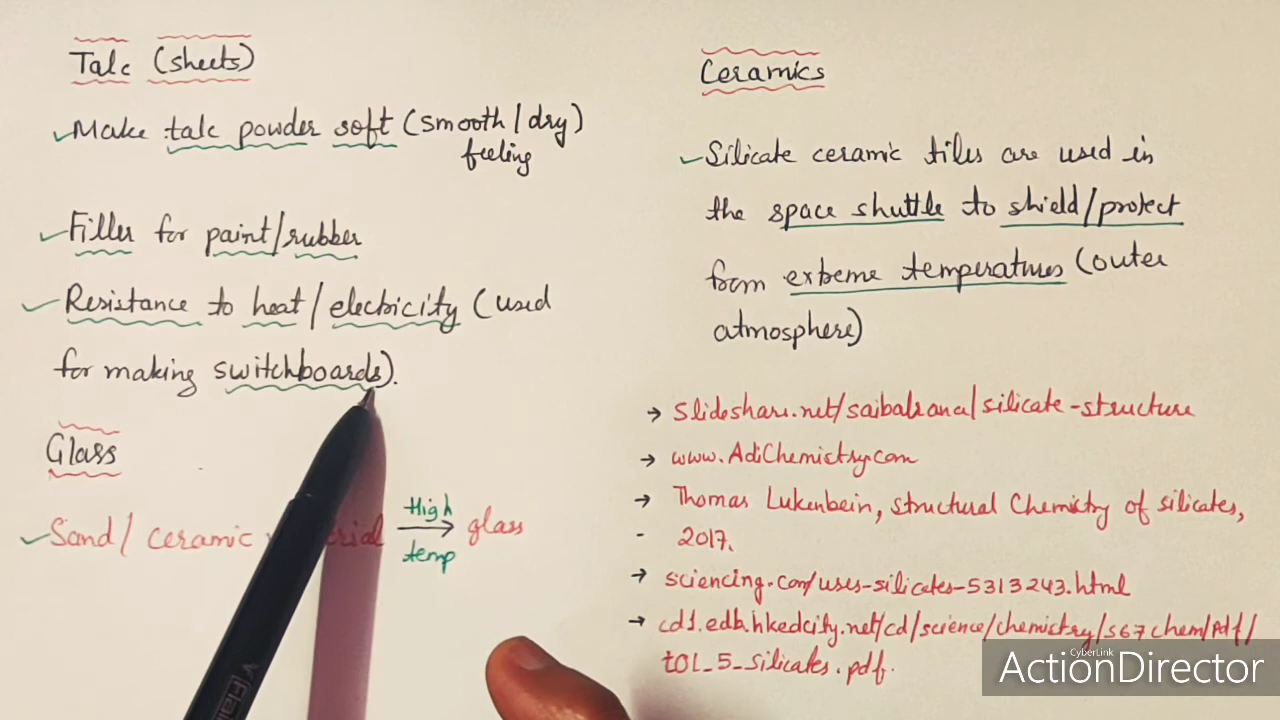 Talc (sheets)
Make talc powder soft (smooth/dry)
feeling
Filler for paint/rubber
Resistance to heat/electricity (used
for making switchboards).
Glass
Sand/ ceramic High
temp glass
Ceramics
Silicate ceramic tiles are used in
the space shuttle to shield/protect
from extreme temperatures (outer
atmosphere)
→ slideshare.net/saibalrana/silicate-structure
→ www.AdiChemistry.com
→ Thomas Lukenbein, structural Chemistry of silicates,
- 2017.
→ sciencing.com/uses-silicates-5313243.html
→ cd1.edb.hkedcity.net/cd/science/chemistry/s67chem/pdf/
tOL_5_silicates.pdf.
CyberLink
ActionDirector